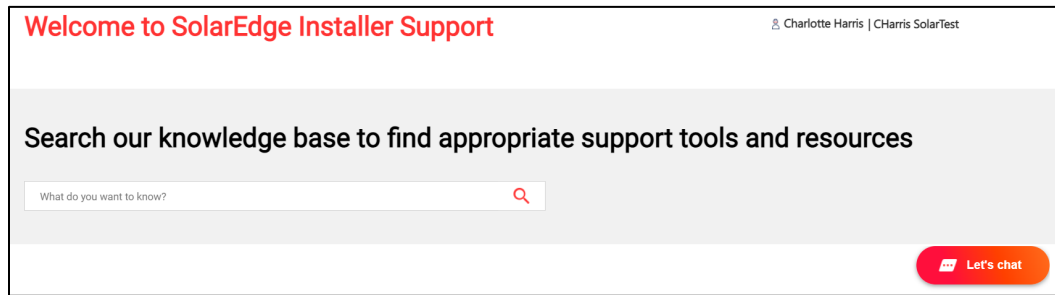 Welcome to SolarEdge Installer Support
Charlotte Harris | CHarris SolarTest
Search our knowledge base to find appropriate support tools and resources
What do you want to know?
Let's chat